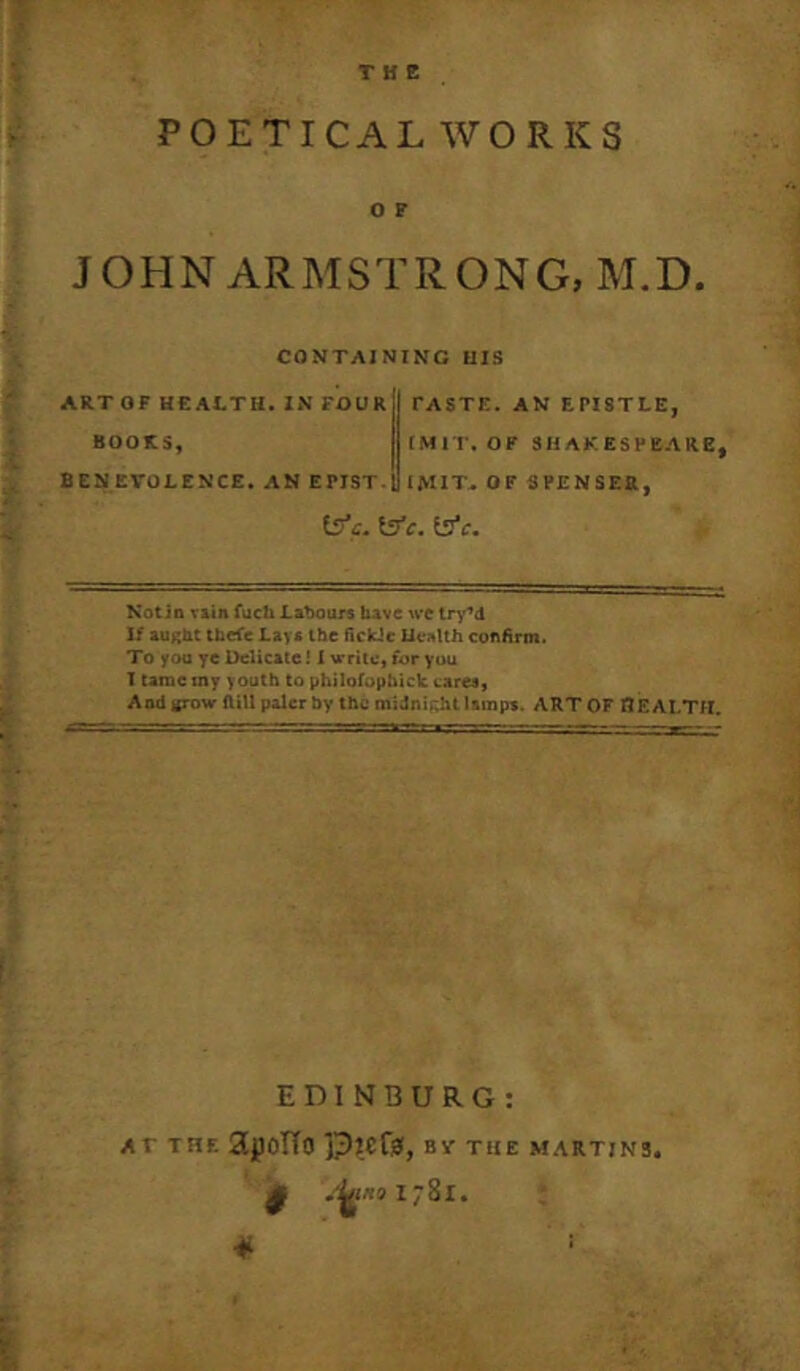 THE
POETICAL WORKS
OF
JOHN ARMSTRONG, M.D.
CONTAINING HIS
ART OF HEALTH. IN FOUR
BOOKS,
BENEVOLENCE. AN EPIST.
TASTE. AN EPISTLE,
IMIT. OF SHAKESPEARE,
IMIT. OF SPENSER,
&c. &c. &c.
Not in vain ſuch Labours have we try'd
If aught theſe Lays the fickle Health confirm.
To you ye Delicate! I write, for you
I tame my youth to philoſophick cares,
And grow ſtill paler by the midnight lamps. ART OF HEALTH.
EDINBURG:
AT THE Apollo Preſs, BY THE MARTINS.
Anno 1781.